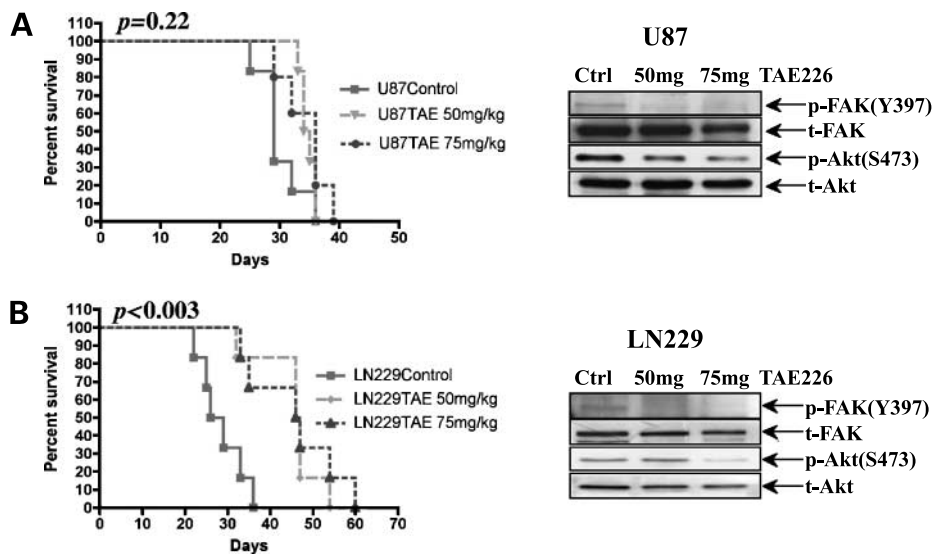 A
p=0.22
Percent survival
110
100
90
80
70
60
50
40
30
20
10
0
0 10 20 30 40 50
Days
U87Control
U87TAE 50mg/kg
U87TAE 75mg/kg
U87
Ctrl 50mg 75mg TAE226
p-FAK(Y397)
t-FAK
p-Akt(S473)
t-Akt
B
p<0.003
Percent survival
110
100
90
80
70
60
50
40
30
20
10
0
0 10 20 30 40 50 60 70
Days
LN229Control
LN229TAE 50mg/kg
LN229TAE 75mg/kg
LN229
Ctrl 50mg 75mg TAE226
p-FAK(Y397)
t-FAK
p-Akt(S473)
t-Akt